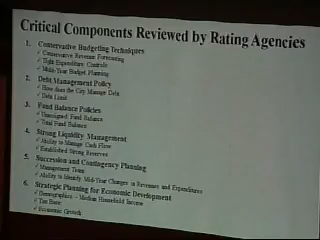 Critical Components Reviewed by Rating Agencies
1. Conservative Budgeting Techniques
✓ Conservative Revenue Forecasting
✓ Tight Expenditure Controls
✓ Multi-Year Budget Planning
2. Debt Management Policy
✓ How does the City Manage Debt
✓ Debt Limit
3. Fund Balance Policies
✓ Unassigned Fund Balance
✓ Total Fund Balance
4. Strong Liquidity Management
✓ Ability to Manage Cash Flow
✓ Established Strong Reserves
5. Succession and Contingency Planning
✓ Management Team
✓ Ability to Identify Mid-Year Changes in Revenues and Expenditures
6. Strategic Planning for Economic Development
✓ Demographics – Median Household Income
✓ Tax Base
✓ Economic Growth